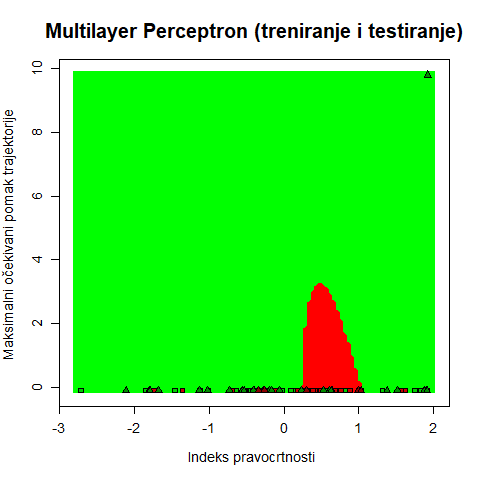 Multilayer Perceptron (treniranje i testiranje)
Maksimalni očekivani pomak trajektorije
10
8
6
4
2
0
-3 -2 -1 0 1 2
Indeks pravocrtnosti